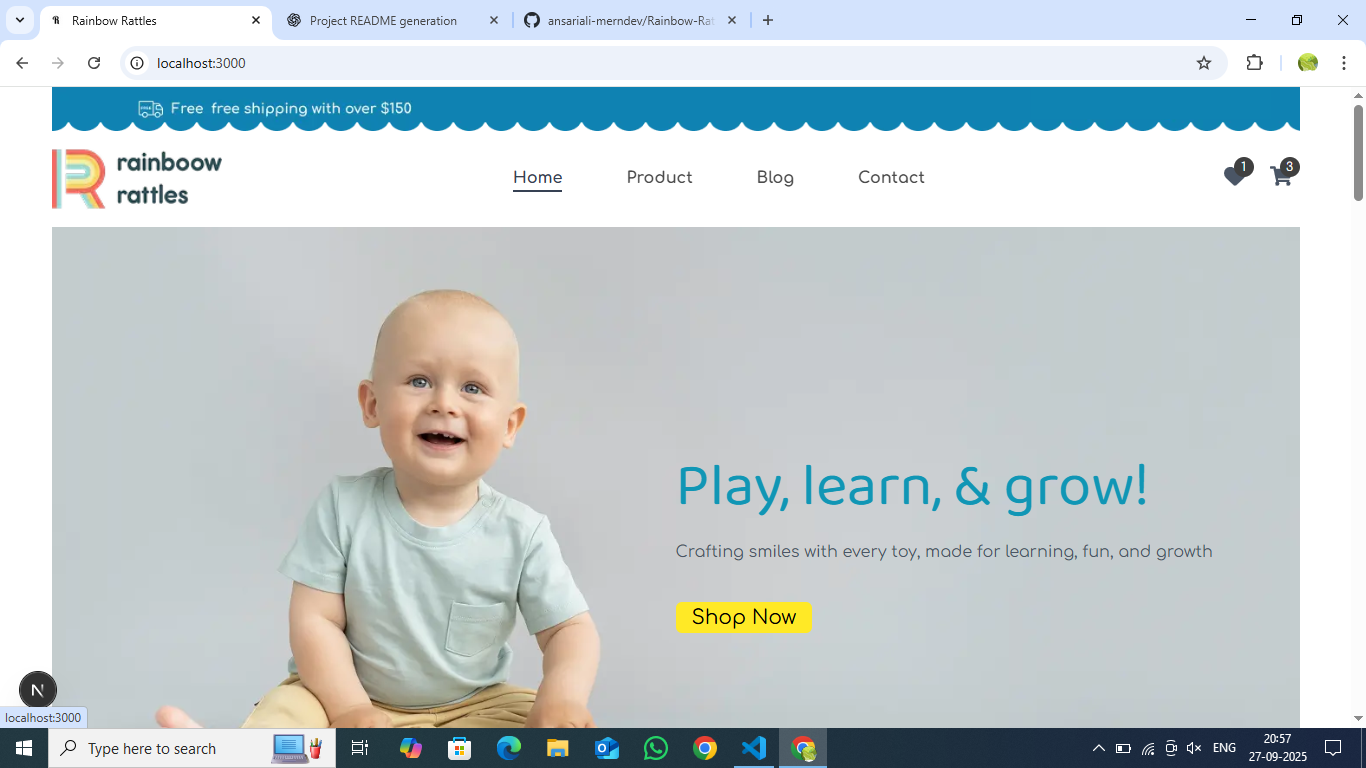 Rainbow Rattles
Project README generation
ansariali-merndev/Rainbow-Rat
localhost:3000
Free free shipping with over $150
rainboow
rattles
Home
Product
Blog
Contact
1
3
Play, learn, & grow!
Crafting smiles with every toy, made for learning, fun, and growth
Shop Now
N
localhost:3000
Type here to search
ENG
20:57
27-09-2025